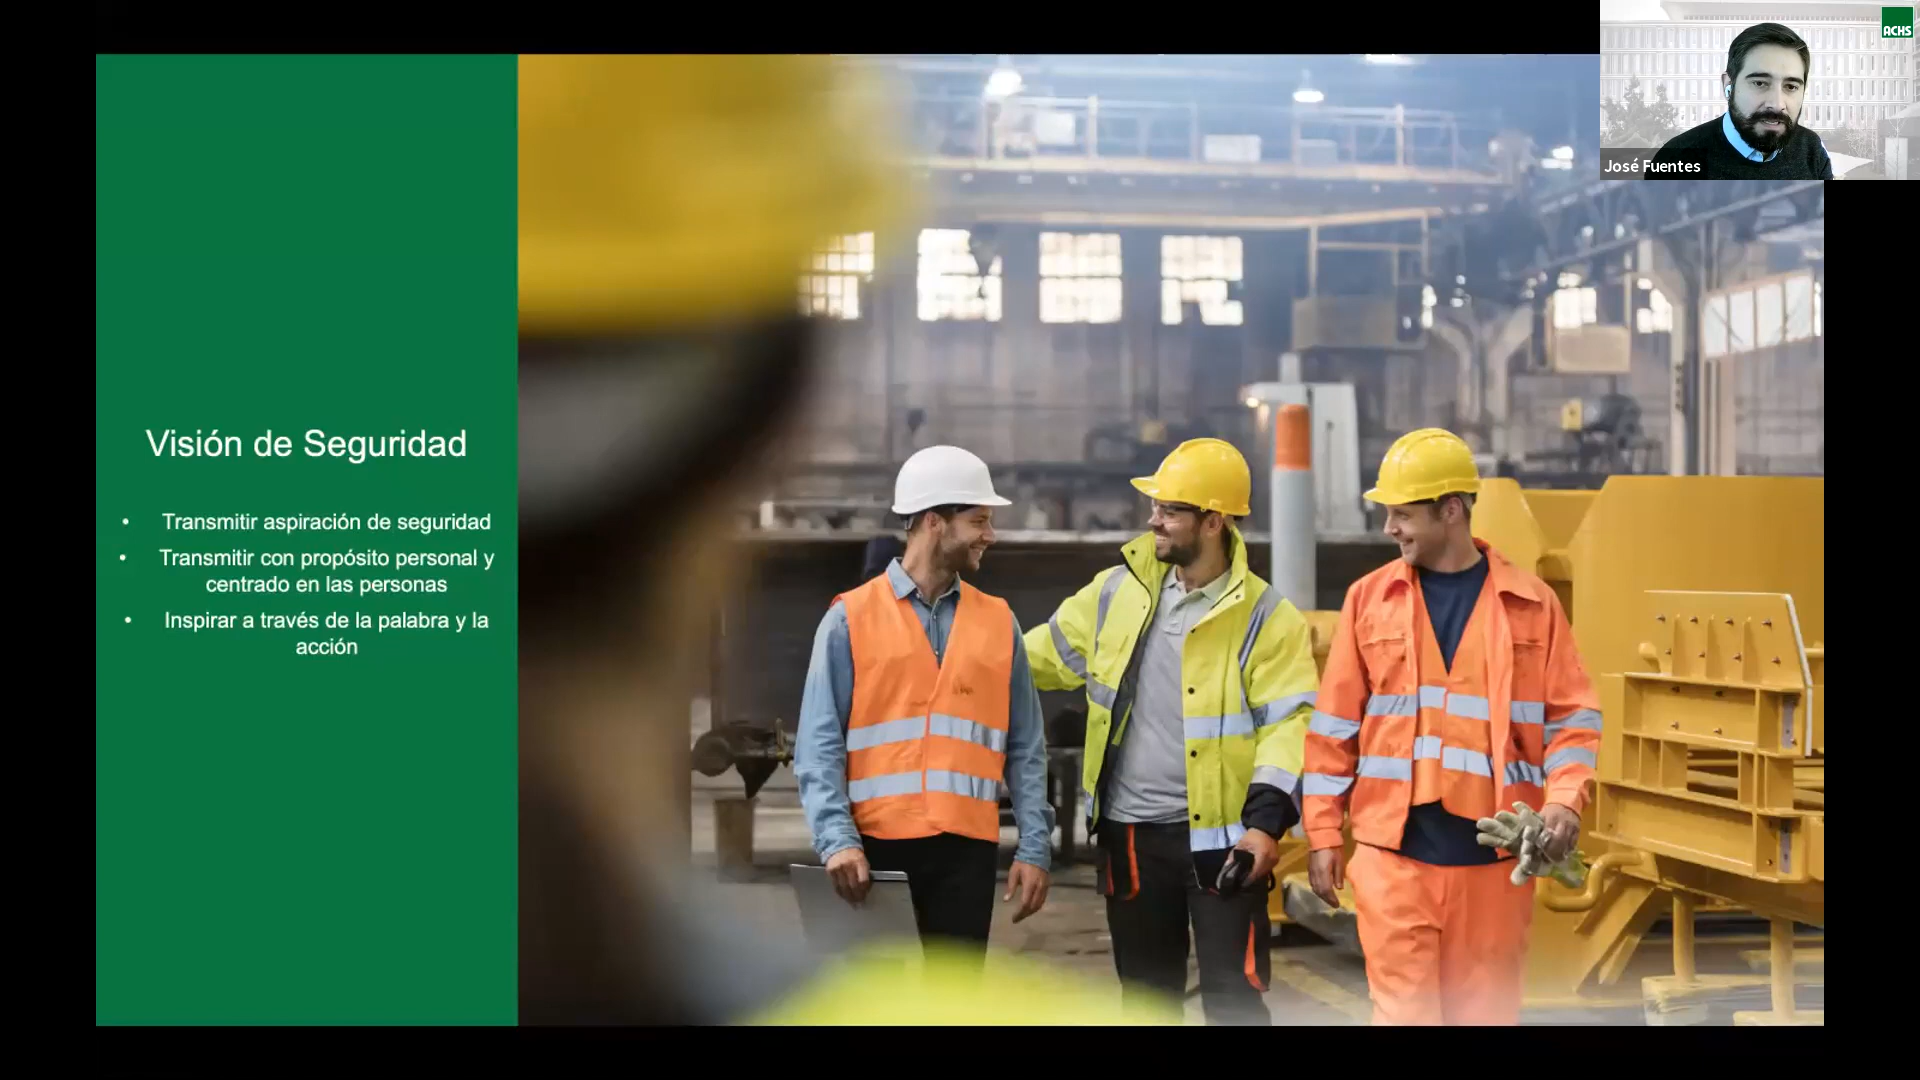 ACHS
José Fuentes
Visión de Seguridad
• Transmitir aspiración de seguridad
• Transmitir con propósito personal y
centrado en las personas
• Inspirar a través de la palabra y la
acción